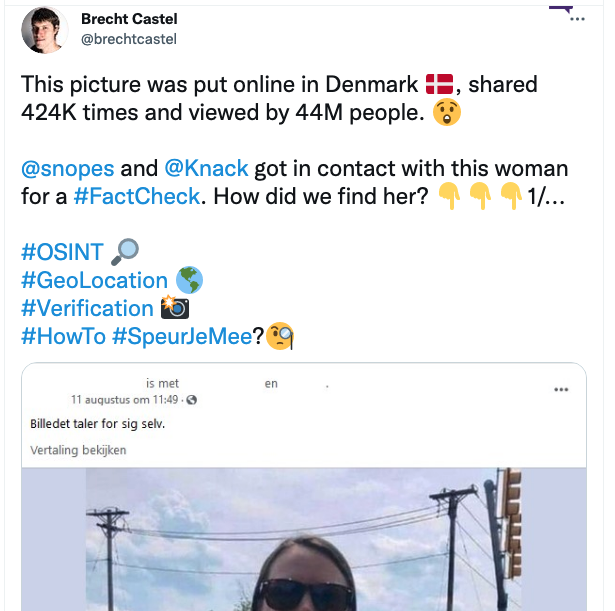 Brecht Castel
@brechtcastel
This picture was put online in Denmark 🇩🇰, shared
424K times and viewed by 44M people. 😲
@snopes and @Knack got in contact with this woman
for a #FactCheck. How did we find her? 👇👇👇1/...
#OSINT 🔎
#GeoLocation 🌎
#Verification 📸
#HowTo #SpeurJeMee?🧐
is met en .
11 augustus om 11:49 ·
Billedet taler for sig selv.
Vertaling bekijken